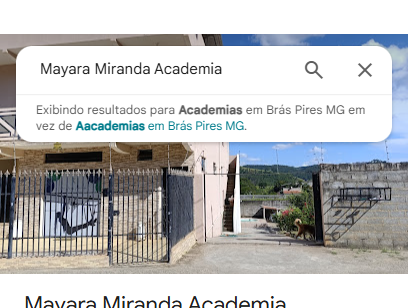 Mayara Miranda Academia
Exibindo resultados para Academias em Brás Pires MG em
vez de Aacademias em Brás Pires MG.
Mayara Miranda Academia